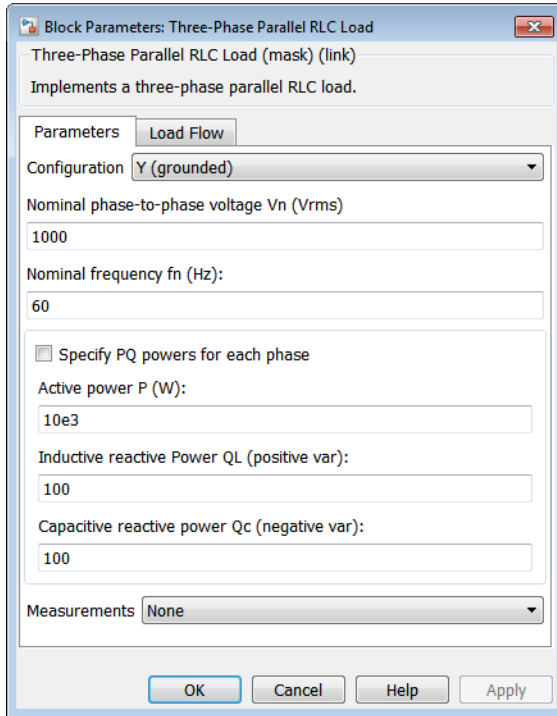 Block Parameters: Three-Phase Parallel RLC Load
Three-Phase Parallel RLC Load (mask) (link)
Implements a three-phase parallel RLC load.
Parameters Load Flow
Configuration Y (grounded)
Nominal phase-to-phase voltage Vn (Vrms)
1000
Nominal frequency fn (Hz):
60
Specify PQ powers for each phase
Active power P (W):
10e3
Inductive reactive Power QL (positive var):
100
Capacitive reactive power Qc (negative var):
100
Measurements None
OK Cancel Help Apply